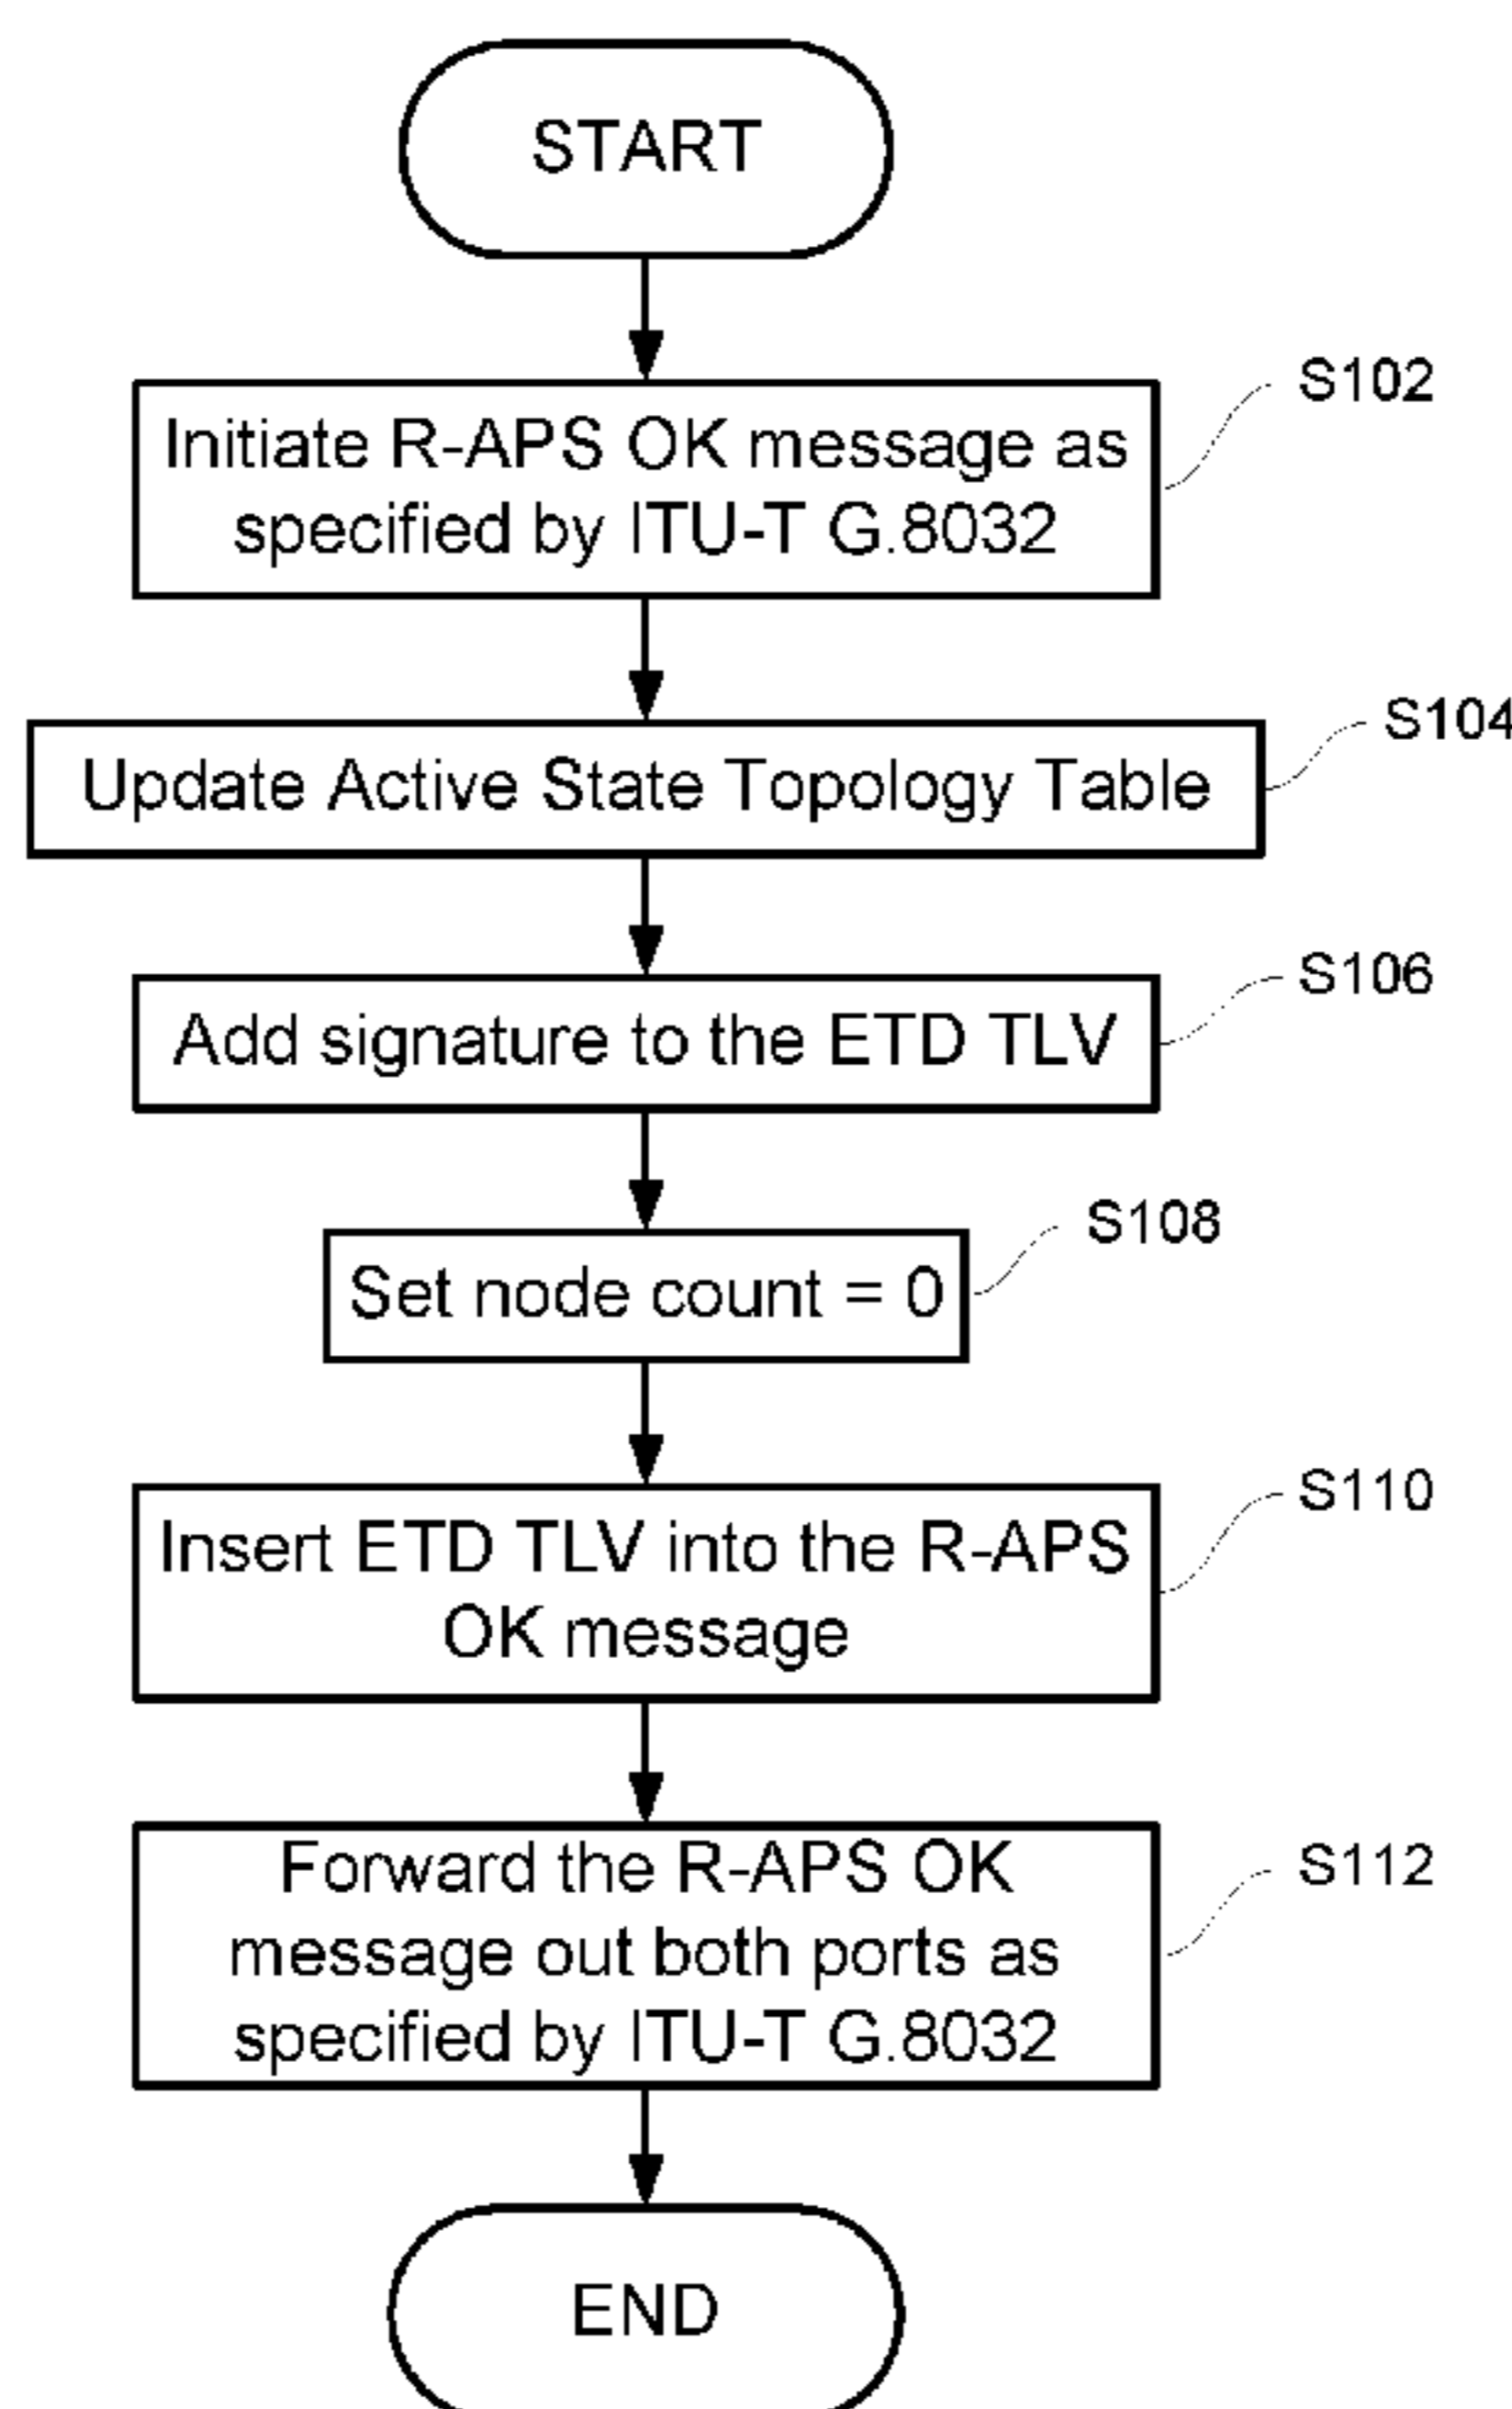 START
S102
Initiate R-APS OK message as
specified by ITU-T G.8032
S104
Update Active State Topology Table
S106
Add signature to the ETD TLV
S108
Set node count = 0
S110
Insert ETD TLV into the R-APS
OK message
S112
Forward the R-APS OK
message out both ports as
specified by ITU-T G.8032
END